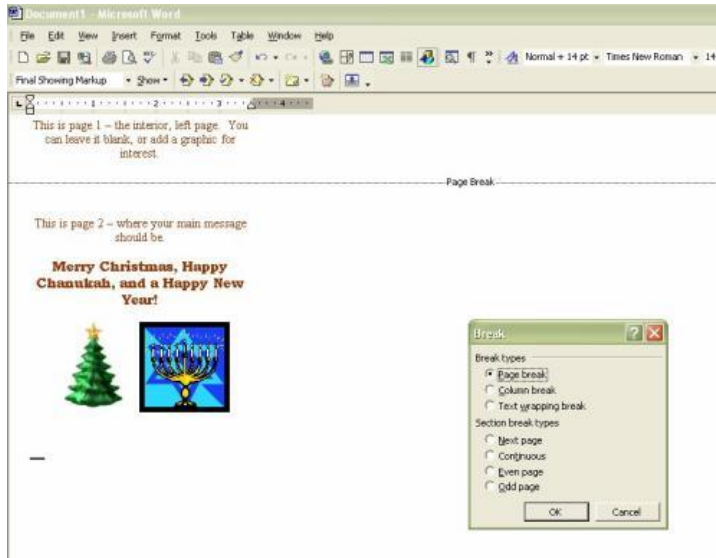 Document1 - Microsoft Word
File Edit View Insert Format Tools Table Window Help
Normal + 14 pt Times New Roman 14
Final Showing Markup Show
1 2 3 4
This is page 1 – the interior, left page. You
can leave it blank, or add a graphic for
interest.
Page Break
This is page 2 – where your main message
should be.
Merry Christmas, Happy
Chanukah, and a Happy New
Year!
Break
Break types
Page break
Column break
Text wrapping break
Section break types
Next page
Continuous
Even page
Odd page
OK Cancel